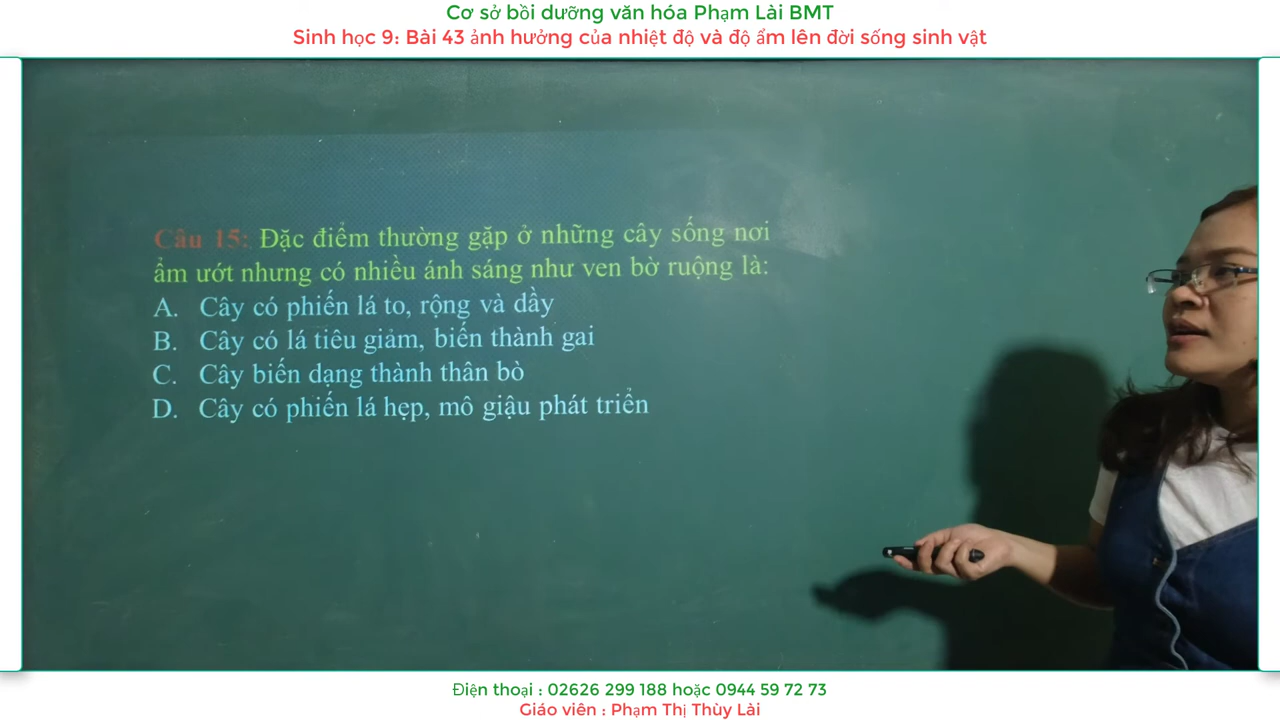 Cơ sở bồi dưỡng văn hóa Phạm Lài BMT
Sinh học 9: Bài 43 ảnh hưởng của nhiệt độ và độ ẩm lên đời sống sinh vật
Câu 15: Đặc điểm thường gặp ở những cây sống nơi
ẩm ướt nhưng có nhiều ánh sáng như ven bờ ruộng là:
A. Cây có phiến lá to, rộng và dầy
B. Cây có lá tiêu giảm, biến thành gai
C. Cây biến dạng thành thân bò
D. Cây có phiến lá hẹp, mô giậu phát triển
Điện thoại : 02626 299 188 hoặc 0944 59 72 73
Giáo viên : Phạm Thị Thùy Lài